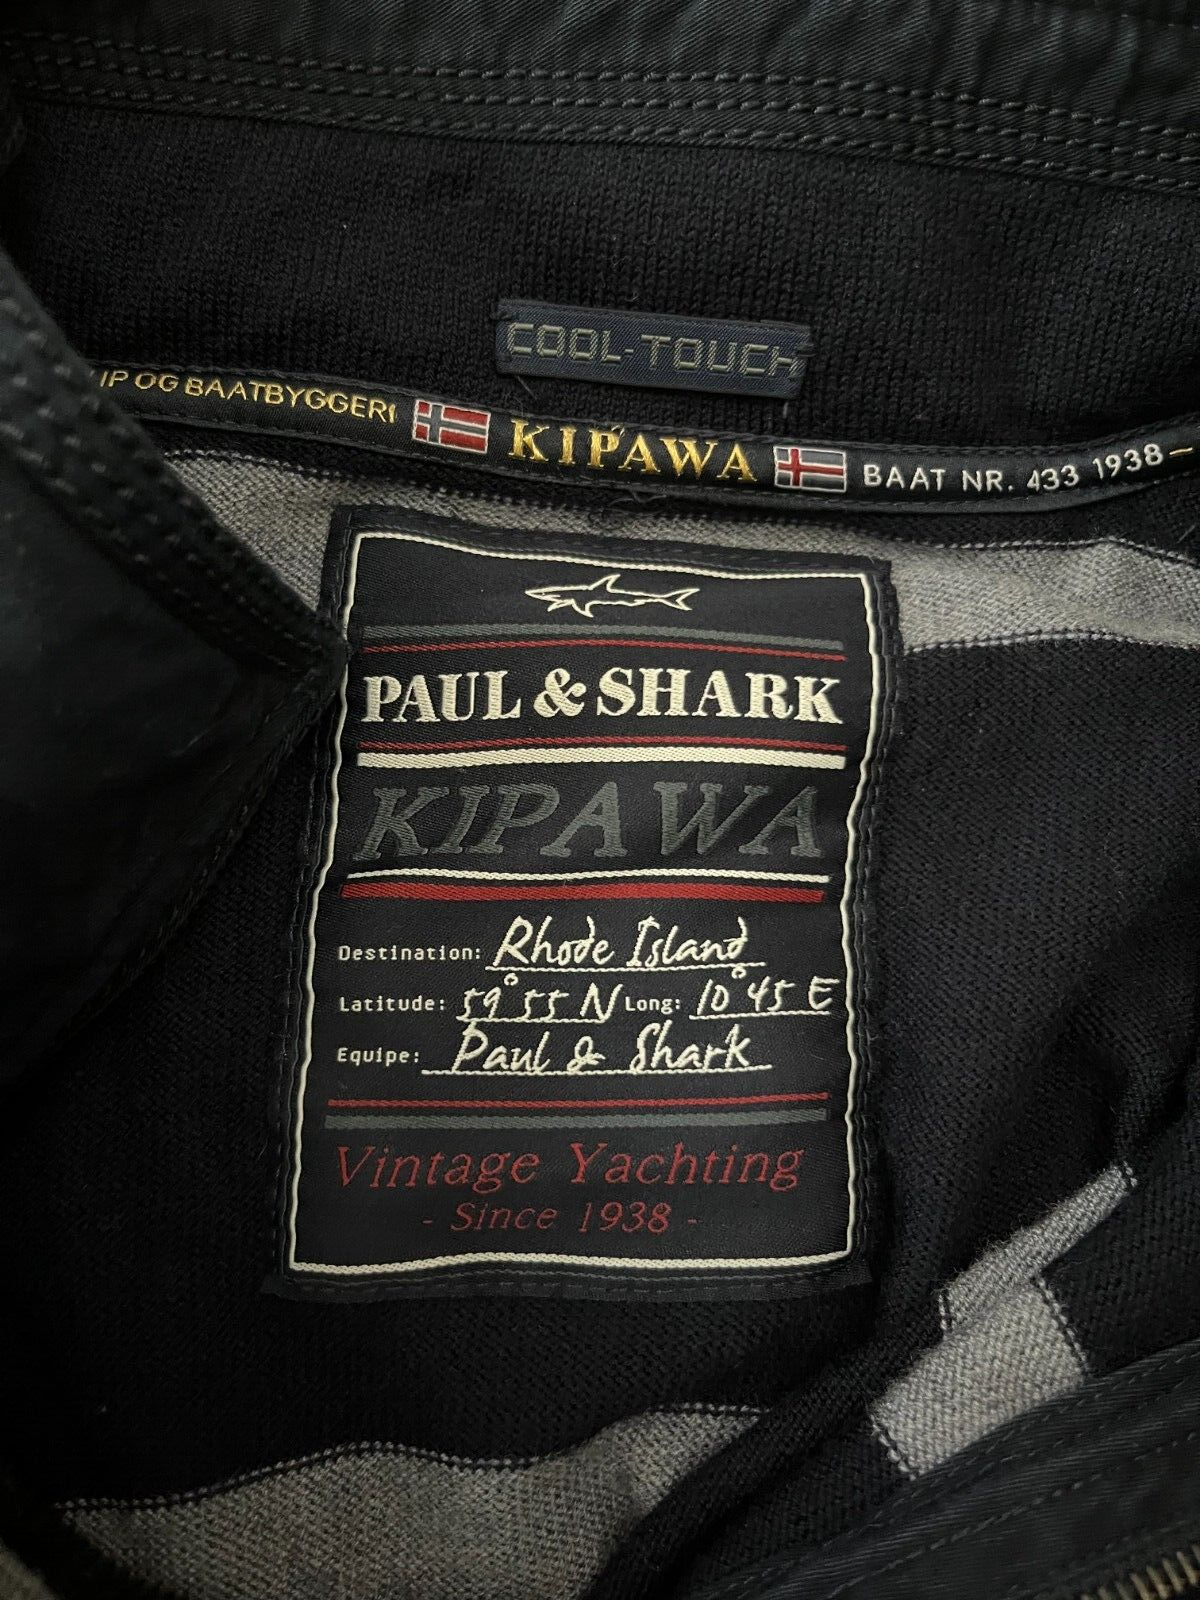 COOL-TOUCH
IP OG BAATBYGGERI KIPAWA BAAT NR. 433 1938-
PAUL & SHARK
KIPAWA
Destination: Rhode Island
Latitude: 59° 55 N Long: 10° 45 E
Equipe: Paul & Shark
Vintage Yachting
- Since 1938 -